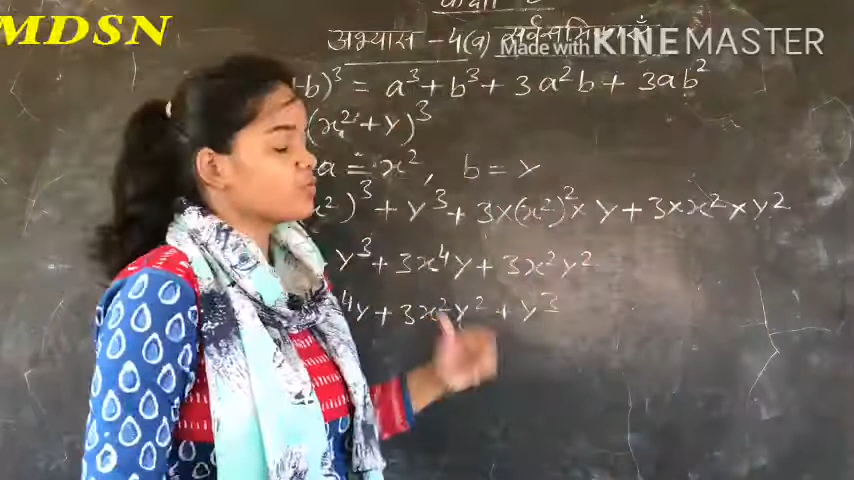 MDSN
अभ्यास - 4(ब) सर्वसमिकाएँ
Made with KINEMASTER
+b)³ = a³ + b³ + 3a²b + 3ab²
(x² + y)³
a = x², b = y
x²)³ + y³ + 3×(x²)² × y + 3×x²×y²
y³ + 3x⁴y + 3x²y²
⁴y + 3x²y² + y³